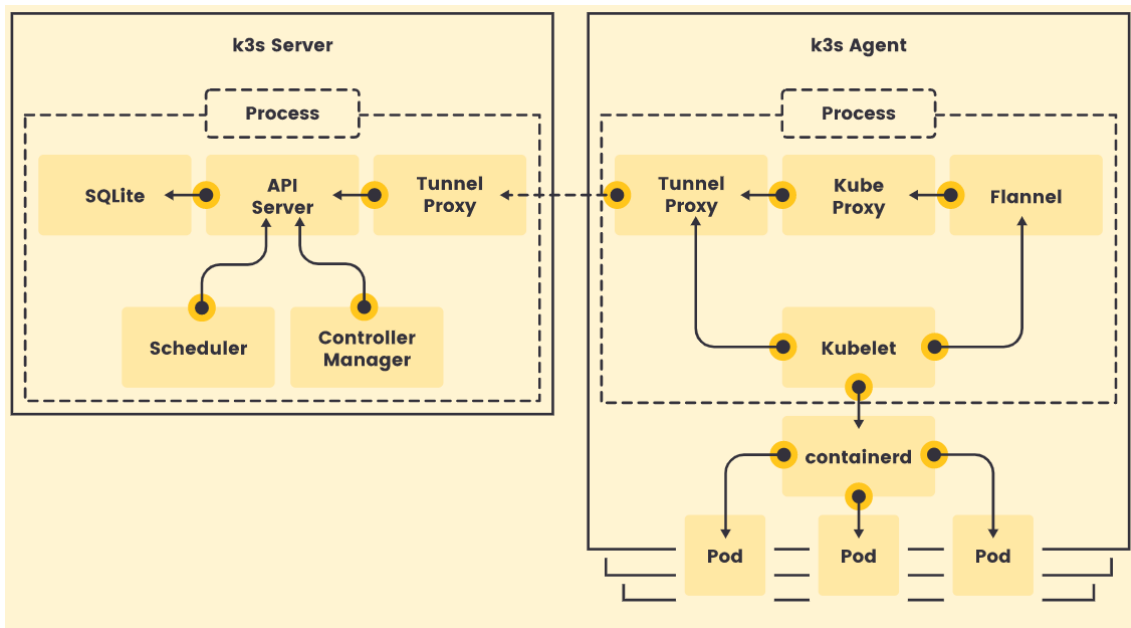 k3s Server
k3s Agent
Process
Process
SQLite
API
Server
Tunnel
Proxy
Tunnel
Proxy
Kube
Proxy
Flannel
Scheduler
Controller
Manager
Kubelet
containerd
Pod
Pod
Pod